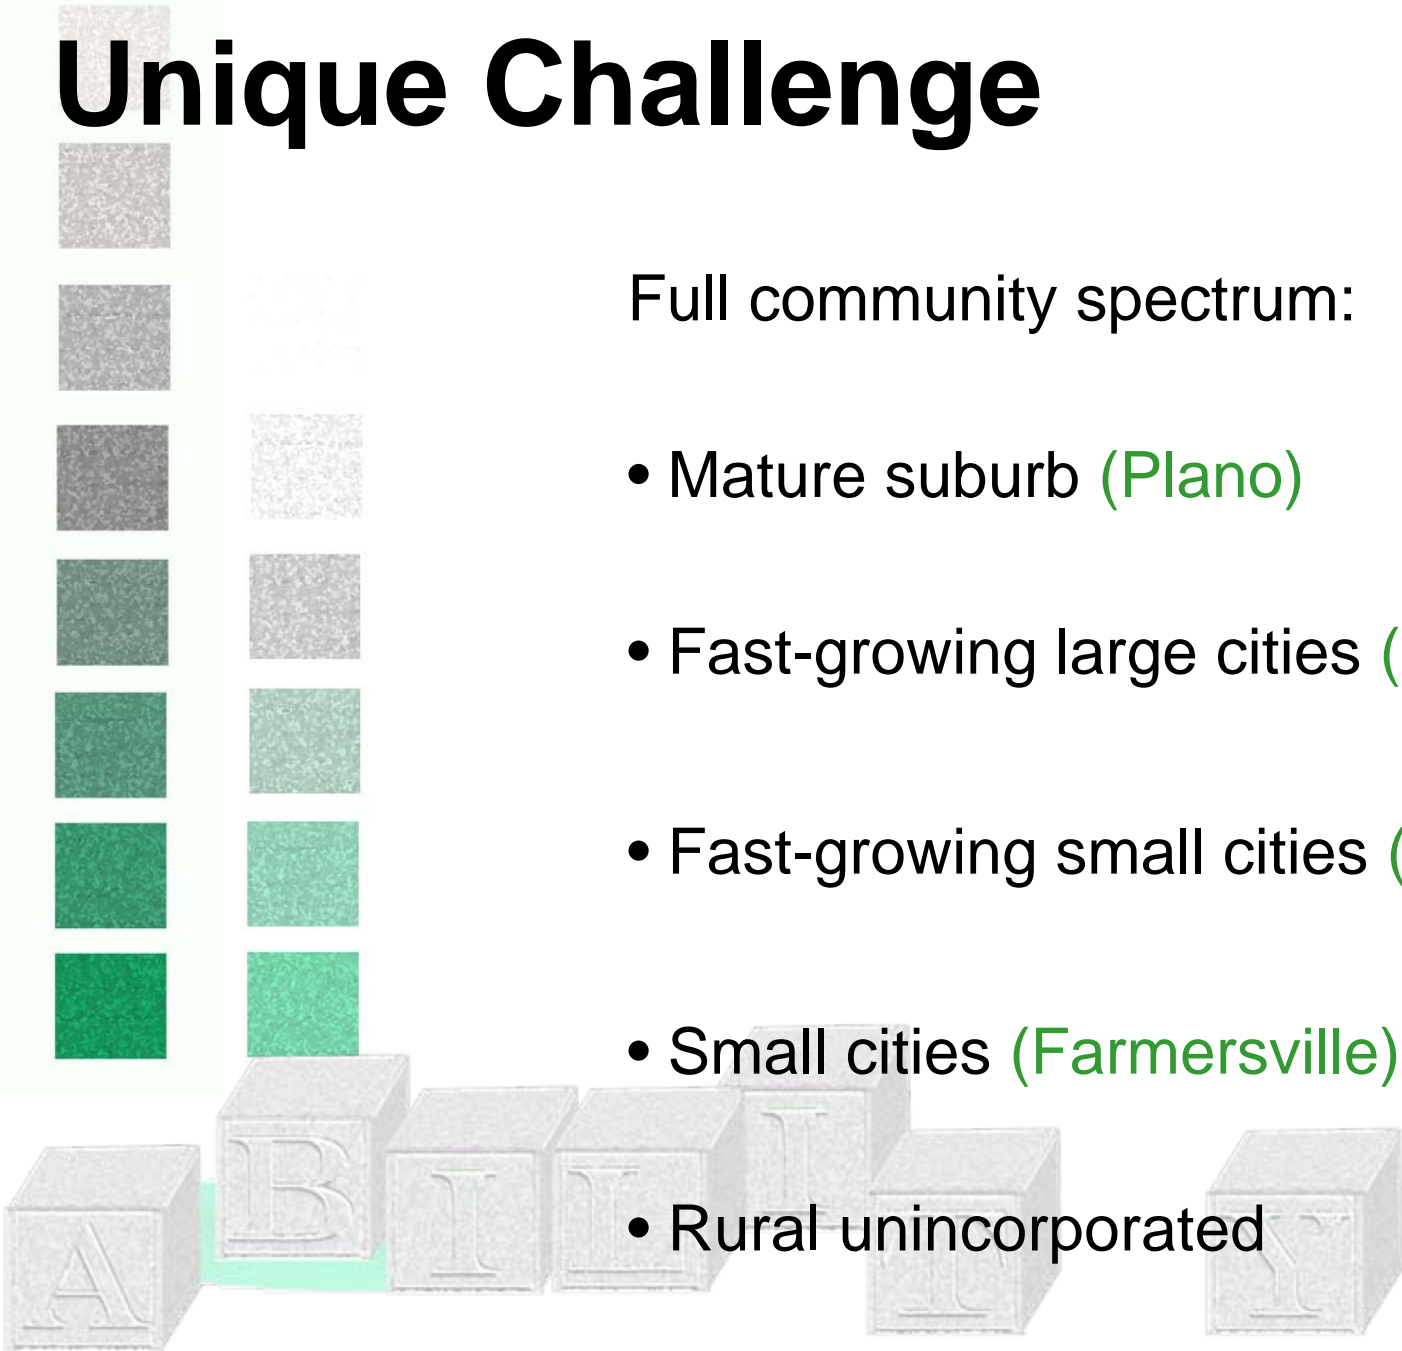 Unique Challenge
Full community spectrum:
• Mature suburb (Plano)
• Fast-growing large cities (
• Fast-growing small cities (
• Small cities (Farmersville)
• Rural unincorporated
A B I L I T Y